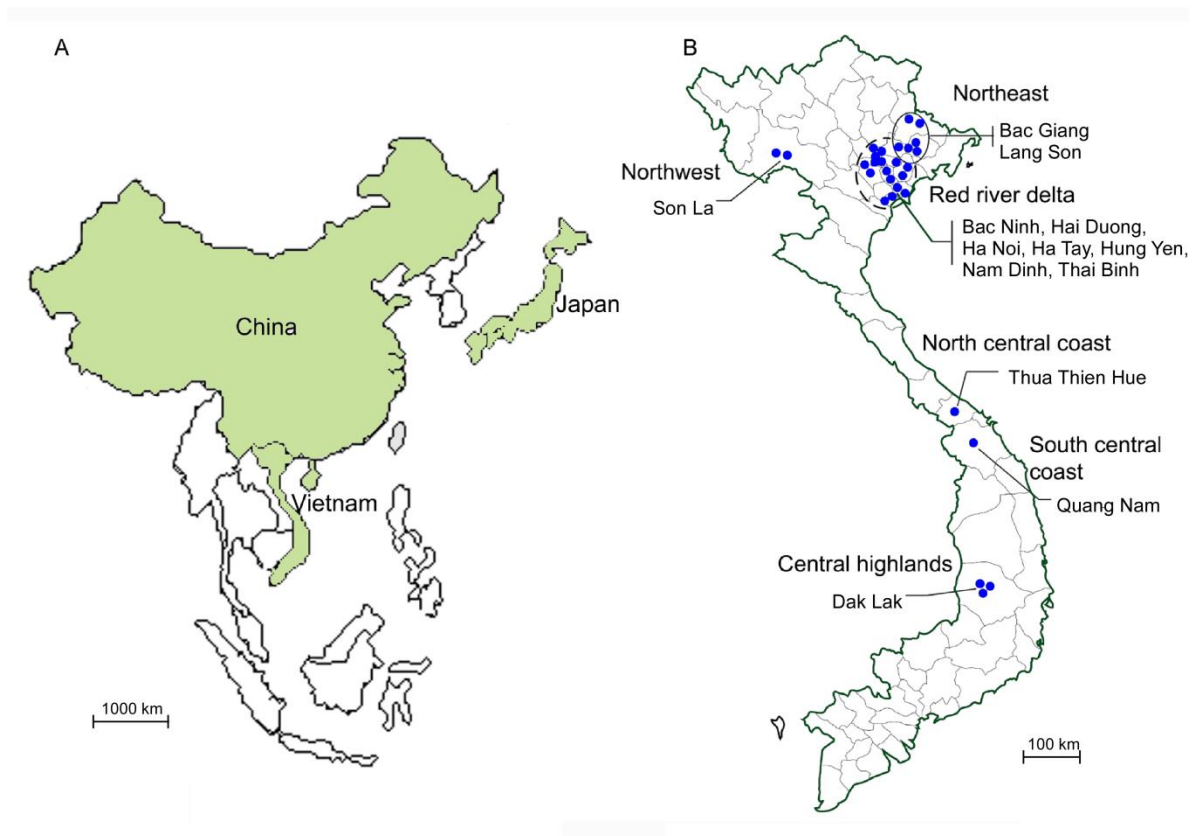 A
China
Japan
Vietnam
1000 km
B
Northeast
Bac Giang
Lang Son
Northwest
Son La
Red river delta
Bac Ninh, Hai Duong,
Ha Noi, Ha Tay, Hung Yen,
Nam Dinh, Thai Binh
North central coast
Thua Thien Hue
South central
coast
Quang Nam
Central highlands
Dak Lak
100 km